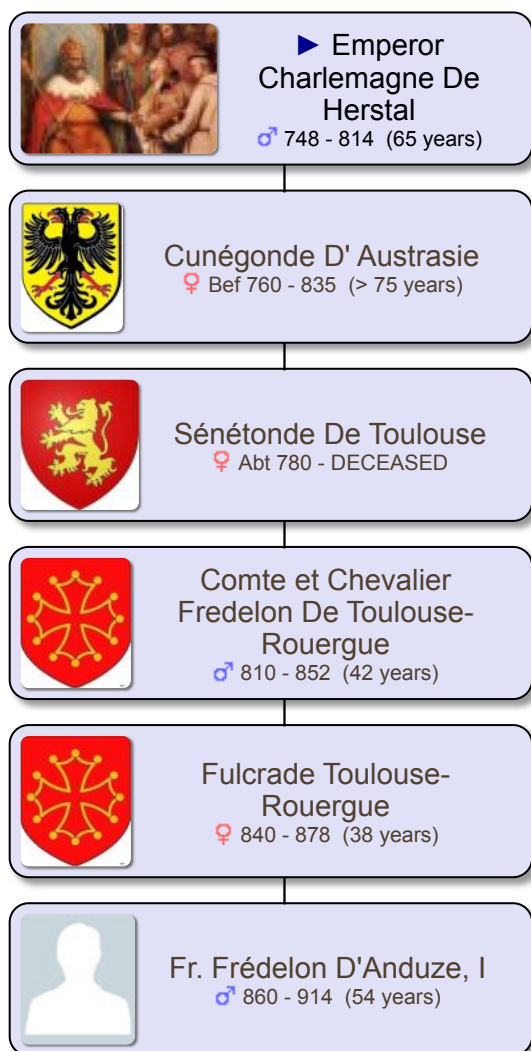 ► Emperor
Charlemagne De
Herstal
♂ 748 - 814 (65 years)
Cunégonde D' Austrasie
♀ Bef 760 - 835 (> 75 years)
Sénétonde De Toulouse
♀ Abt 780 - DECEASED
Comte et Chevalier
Fredelon De Toulouse-
Rouergue
♂ 810 - 852 (42 years)
Fulcrade Toulouse-
Rouergue
♀ 840 - 878 (38 years)
Fr. Frédelon D'Anduze, I
♂ 860 - 914 (54 years)